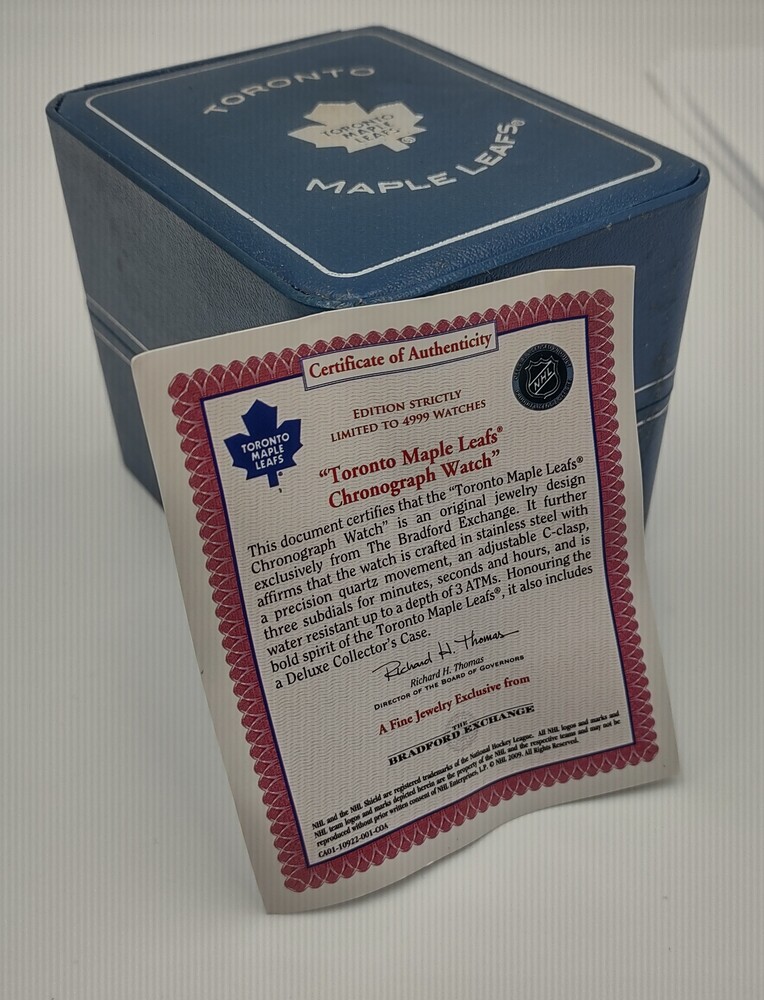 TORONTO
TORONTO
MAPLE
LEAFS®
MAPLE LEAFS®
Certificate of Authenticity
NHL
EDITION STRICTLY
LIMITED TO 4999 WATCHES
TORONTO
MAPLE
LEAFS
®
"Toronto Maple Leafs®
Chronograph Watch"
This document certifies that the "Toronto Maple Leafs®
Chronograph Watch" is an original jewelry design
exclusively from The Bradford Exchange. It further
affirms that the watch is crafted in stainless steel with
a precision quartz movement, an adjustable C-clasp,
three subdials for minutes, seconds and hours, and is
water resistant up to a depth of 3 ATMs. Honouring the
bold spirit of the Toronto Maple Leafs®, it also includes
a Deluxe Collector's Case.
Richard H. Thomas
Richard H. Thomas
DIRECTOR OF THE BOARD OF GOVERNORS
A Fine Jewelry Exclusive from
THE
BRADFORD EXCHANGE
NHL and the NHL Shield are registered trademarks of the National Hockey League. All NHL logos and marks and
NHL team logos and marks depicted herein are the property of the NHL and the respective teams and may not be
reproduced without prior written consent of NHL Enterprises, L.P. © NHL 2009. All Rights Reserved.
CA01-10922-001-COA